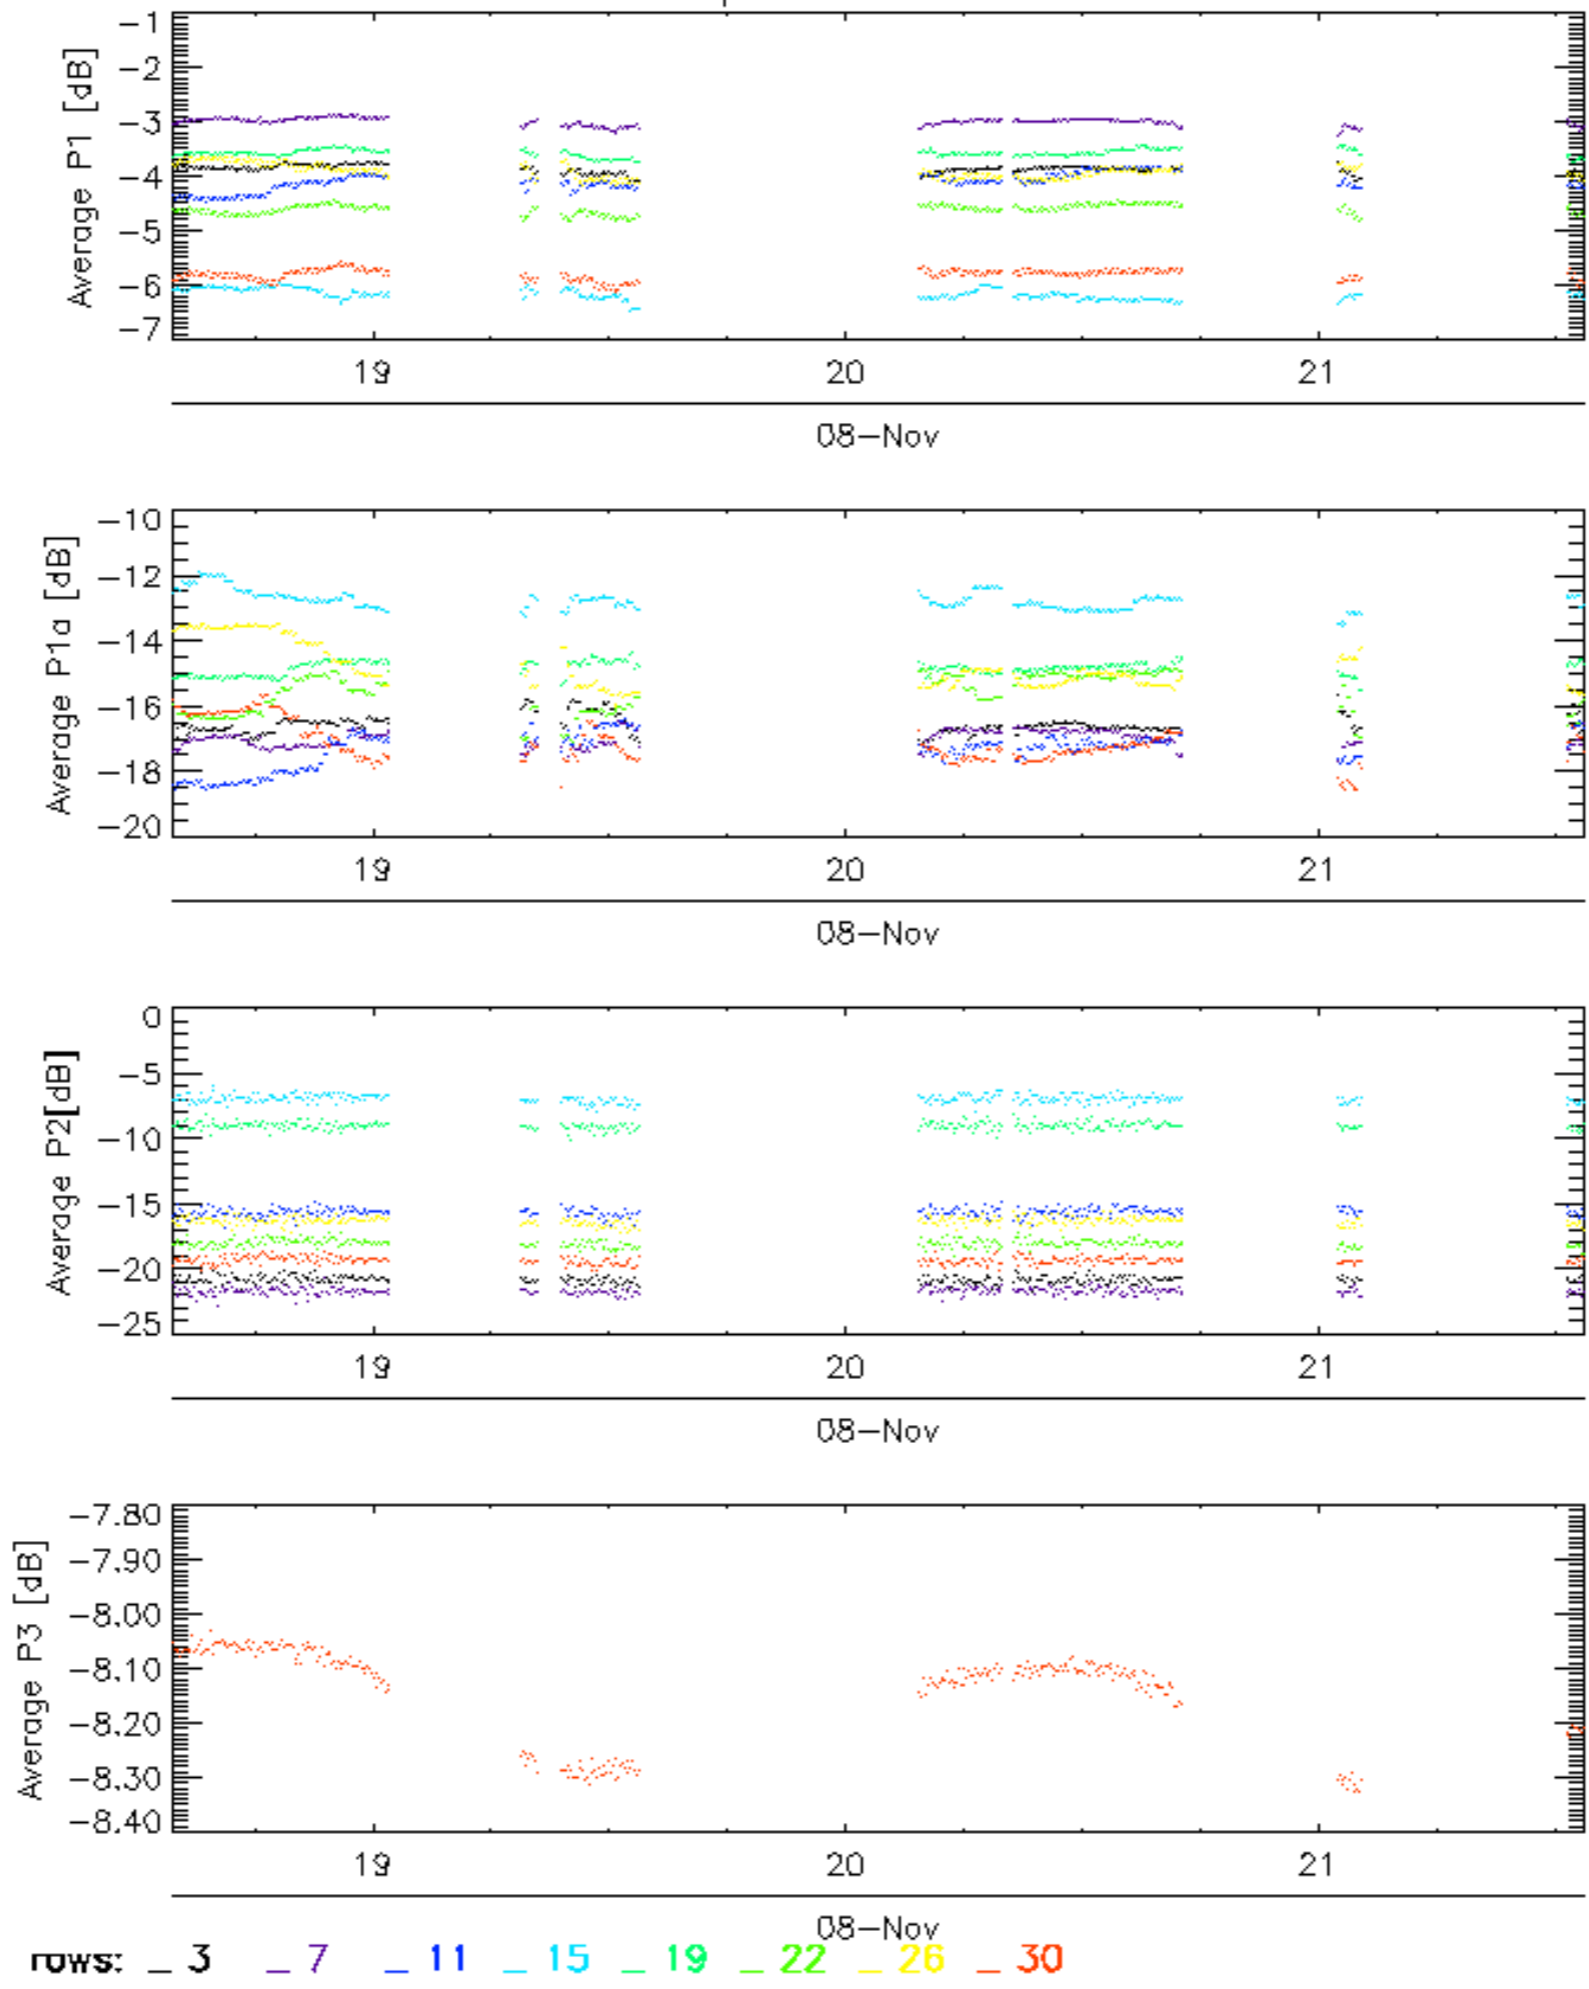 Average P1 [dB]
−1
−2
−3
−4
−5
−6
−7
19 20 21
08−Nov
Average P1a [dB]
−10
−12
−14
−16
−18
−20
19 20 21
08−Nov
Average P2[dB]
0
−5
−10
−15
−20
−25
19 20 21
08−Nov
Average P3 [dB]
−7.80
−7.90
−8.00
−8.10
−8.20
−8.30
−8.40
19 20 21
08−Nov
rows: _ 3 _ 7 _ 11 _ 15 _ 19 _ 22 _ 26 _ 30